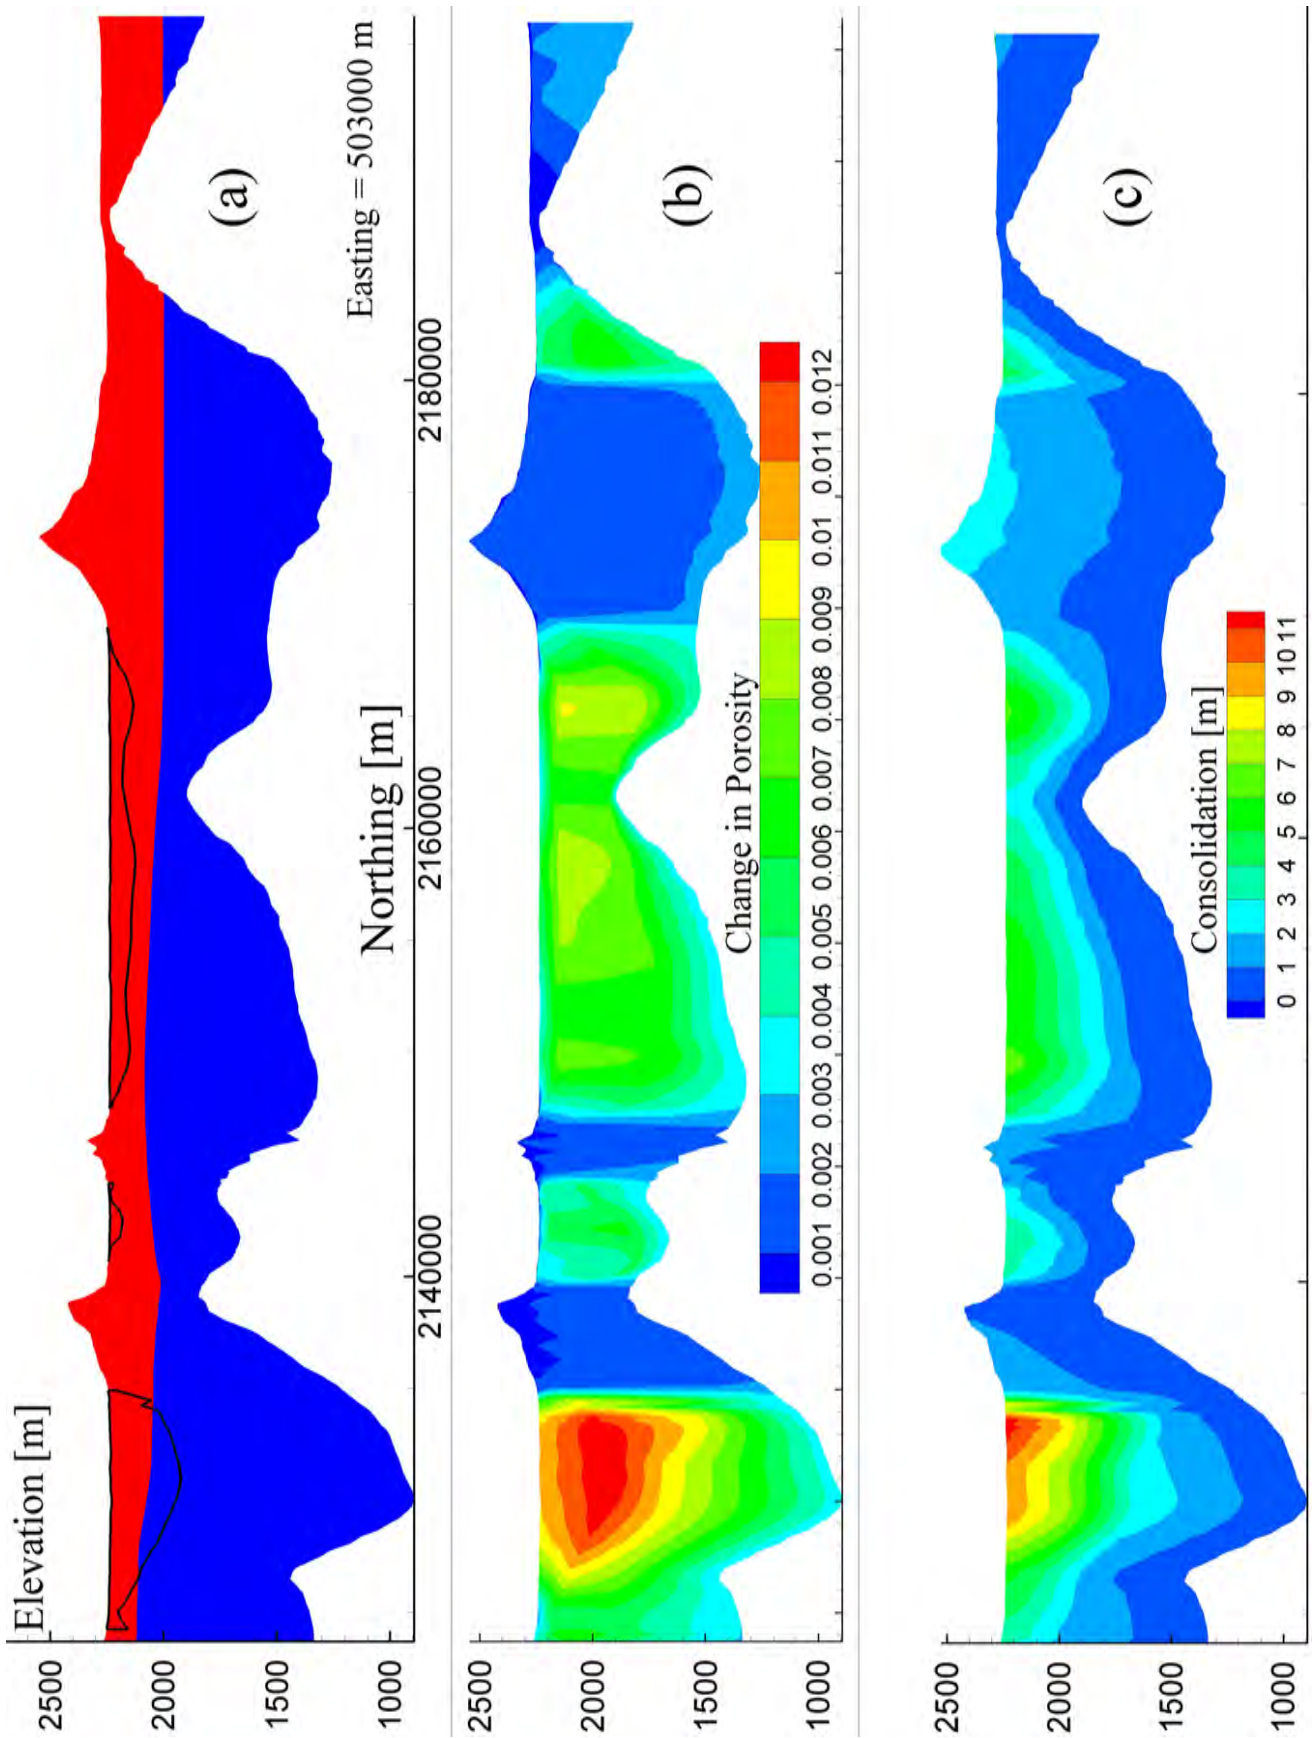 Elevation [m]
2500
2000
1500
1000
2140000
2160000
2180000
Northing [m]
Easting = 503000 m
(a)
2500
2000
1500
1000
(b)
Change in Porosity
0.001 0.002 0.003 0.004 0.005 0.006 0.007 0.008 0.009 0.01 0.011 0.012
2500
2000
1500
1000
(c)
Consolidation [m]
0 1 2 3 4 5 6 7 8 9 10 11